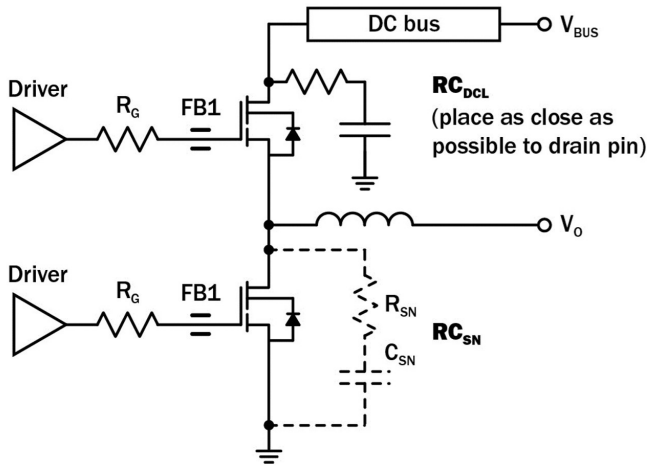 DC bus
V_BUS
Driver
R_G
FB1
RC_DCL
(place as close as
possible to drain pin)
V_O
Driver
R_G
FB1
R_SN
RC_SN
C_SN